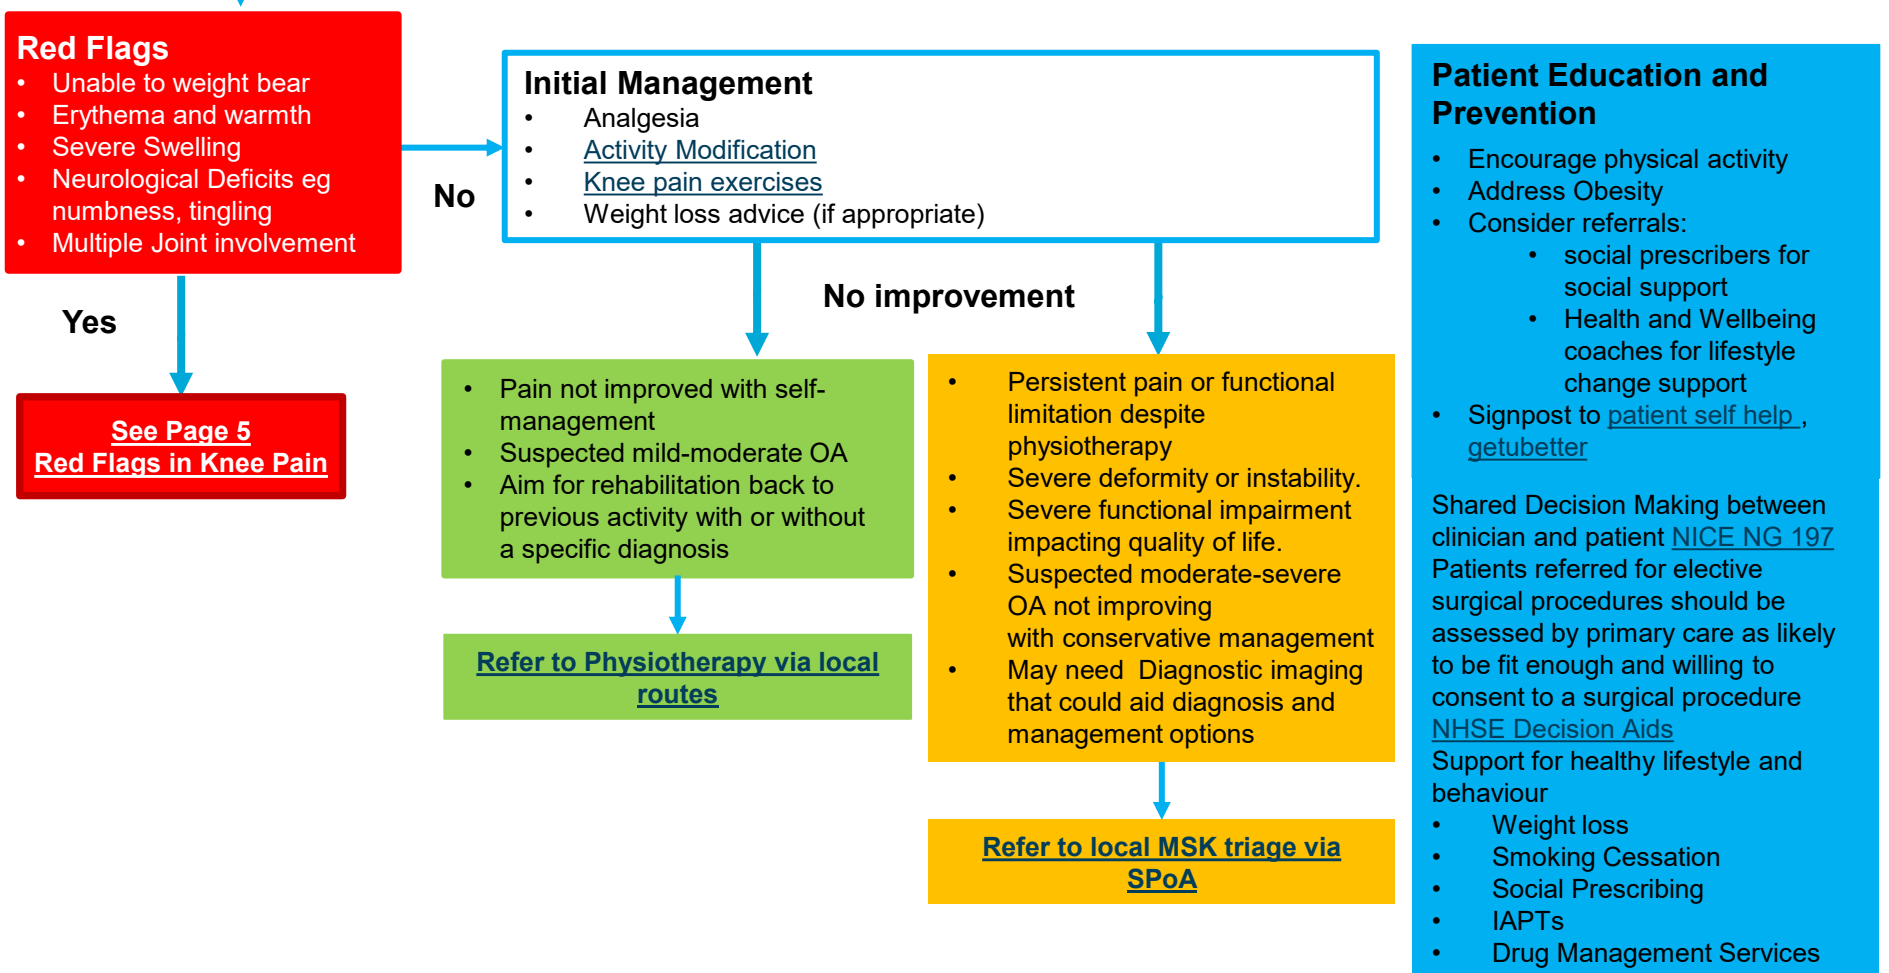 Red Flags
• Unable to weight bear
• Erythema and warmth
• Severe Swelling
• Neurological Deficits eg
numbness, tingling
• Multiple Joint involvement
No
Yes
See Page 5
Red Flags in Knee Pain
Initial Management
• Analgesia
• Activity Modification
• Knee pain exercises
• Weight loss advice (if appropriate)
No improvement
• Pain not improved with self-
management
• Suspected mild-moderate OA
• Aim for rehabilitation back to
previous activity with or without
a specific diagnosis
Refer to Physiotherapy via local
routes
• Persistent pain or functional
limitation despite
physiotherapy
• Severe deformity or instability.
• Severe functional impairment
impacting quality of life.
• Suspected moderate-severe
OA not improving
with conservative management
• May need  Diagnostic imaging
that could aid diagnosis and
management options
Refer to local MSK triage via
SPoA
Patient Education and
Prevention
• Encourage physical activity
• Address Obesity
• Consider referrals:
• social prescribers for
social support
• Health and Wellbeing
coaches for lifestyle
change support
• Signpost to patient self help ,
getubetter
Shared Decision Making between
clinician and patient NICE NG 197
Patients referred for elective
surgical procedures should be
assessed by primary care as likely
to be fit enough and willing to
consent to a surgical procedure
NHSE Decision Aids
Support for healthy lifestyle and
behaviour
• Weight loss
• Smoking Cessation
• Social Prescribing
• IAPTs
• Drug Management Services